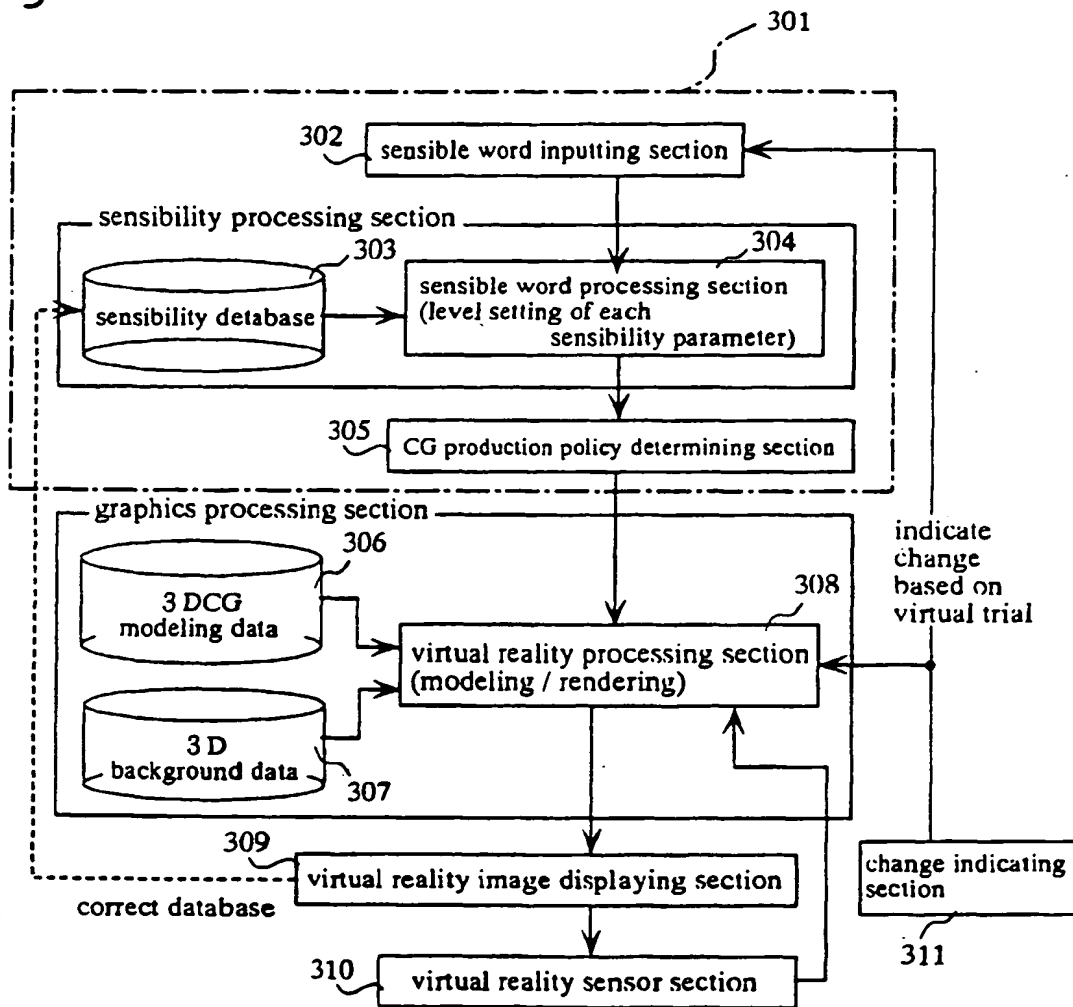 301
302
sensible word inputting section
sensibility processing section
303
304
sensibility detabase
sensible word processing section
(level setting of each
sensibility parameter)
305
CG production policy determining section
graphics processing section
306
3 DCG
modeling data
308
virtual reality processing section
(modeling / rendering)
3 D
background data
307
indicate
change
based on
virtual trial
309
virtual reality image displaying section
correct database
change indicating
section
311
310
virtual reality sensor section